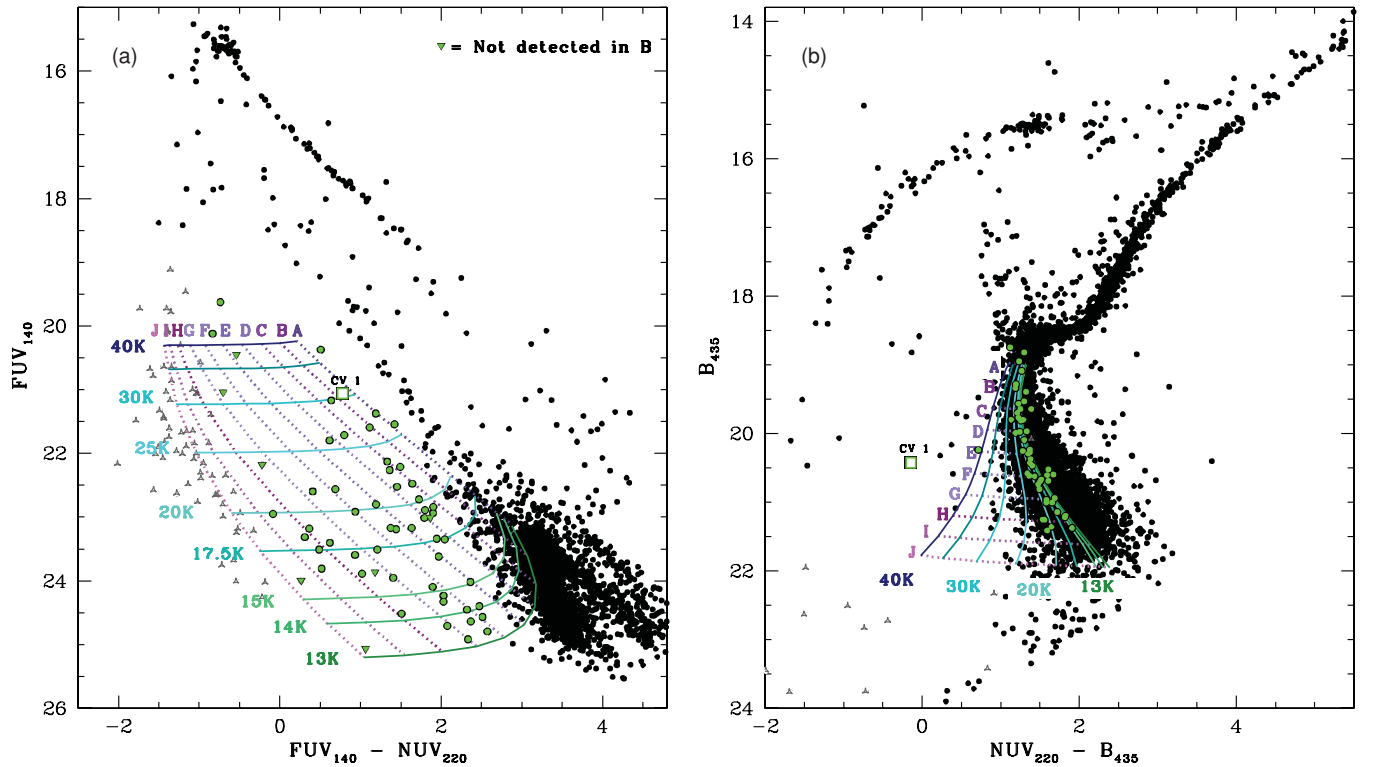 (a)
▼= Not detected in B
16
18
20
22
24
26
FUV140
J I H G F E D C B A
40K
30K
25K
20K
17.5K
15K
14K
13K
CV 1
−2 0 2 4
FUV140 − NUV220
(b)
14
16
18
20
22
24
B435
A
B
C
D
E
F
G
H
I
J
CV 1
40K 30K 20K 13K
−2 0 2 4
NUV220 − B435